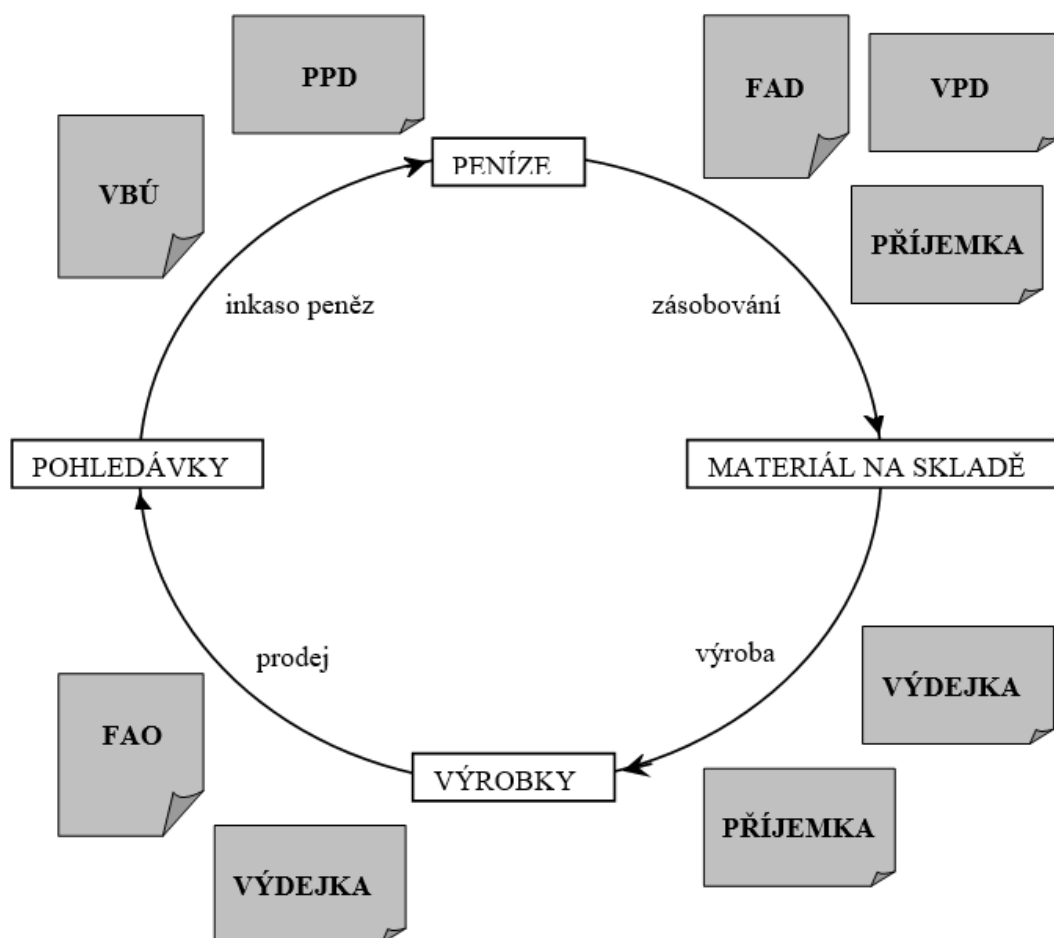 PPD
FAD
VPD
VBÚ
PENÍZE
PŘÍJEMKA
inkaso peněz
zásobování
POHLEDÁVKY
MATERIÁL NA SKLADĚ
prodej
výroba
VÝDEJKA
FAO
VÝROBKY
PŘÍJEMKA
VÝDEJKA